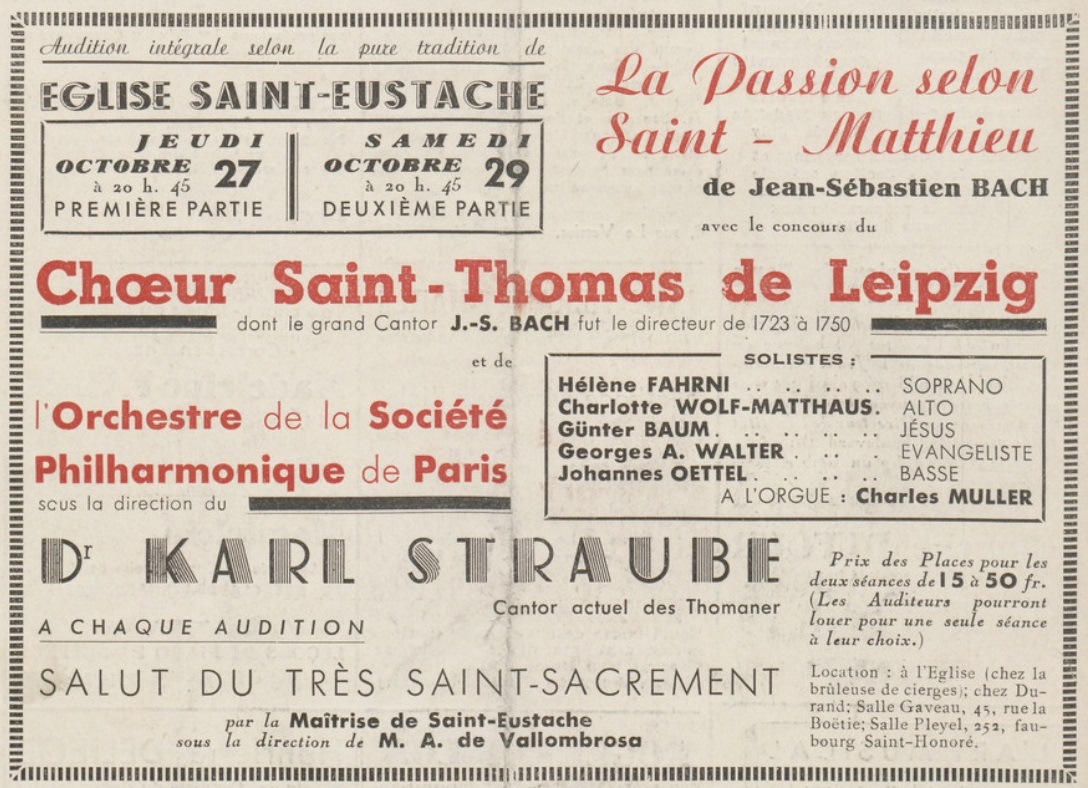 Audition intégrale selon la pure tradition de
EGLISE SAINT-EUSTACHE
JEUDI
OCTOBRE 27
à 20 h. 45
PREMIÈRE PARTIE
SAMEDI
OCTOBRE 29
à 20 h. 45
DEUXIÈME PARTIE
La Passion selon
Saint - Matthieu
de Jean-Sébastien BACH
avec le concours du
Chœur Saint-Thomas de Leipzig
dont le grand Cantor J.-S. BACH fut le directeur de 1723 à 1750
et de
l'Orchestre de la Société
Philharmonique de Paris
sous la direction du
SOLISTES :
Hélène FAHRNI .. .. .. .. .. SOPRANO
Charlotte WOLF-MATTHAUS. ALTO
Günter BAUM. .. .. .. .. JÉSUS
Georges A. WALTER . .. .. EVANGELISTE
Johannes OETTEL. .. .. .. BASSE
A L'ORGUE : Charles MULLER
Dr KARL STRAUBE
Cantor actuel des Thomaner
A CHAQUE AUDITION
SALUT DU TRÈS SAINT-SACREMENT
par la Maîtrise de Saint-Eustache
sous la direction de M. A. de Vallombrosa
Prix des Places pour les
deux séances de 15 à 50 fr.
(Les Auditeurs pourront
louer pour une seule séance
à leur choix.)
Location : à l'Eglise (chez la
brûleuse de cierges); chez Du-
rand; Salle Gaveau, 45, rue la
Boëtie; Salle Pleyel, 252, fau-
bourg Saint-Honoré.